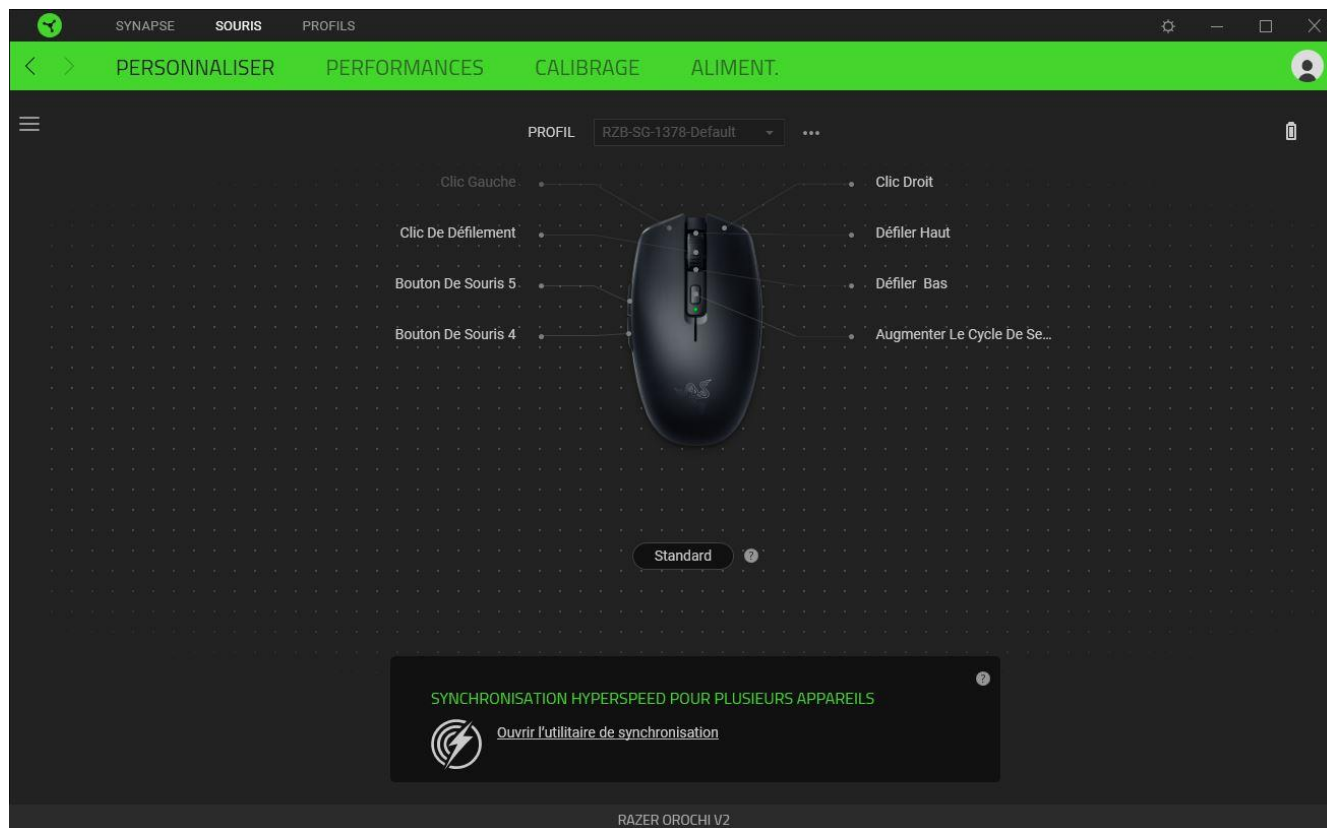 SYNAPSE SOURIS PROFILS
PERSONNALISER PERFORMANCES CALIBRAGE ALIMENT.
PROFIL RZB-SG-1378-Default
Clic Gauche Clic Droit
Clic De Défilement Défiler Haut
Bouton De Souris 5 Défiler Bas
Bouton De Souris 4 Augmenter Le Cycle De Se...
Standard ?
?
SYNCHRONISATION HYPERSPEED POUR PLUSIEURS APPAREILS
Ouvrir l'utilitaire de synchronisation
RAZER OROCHI V2